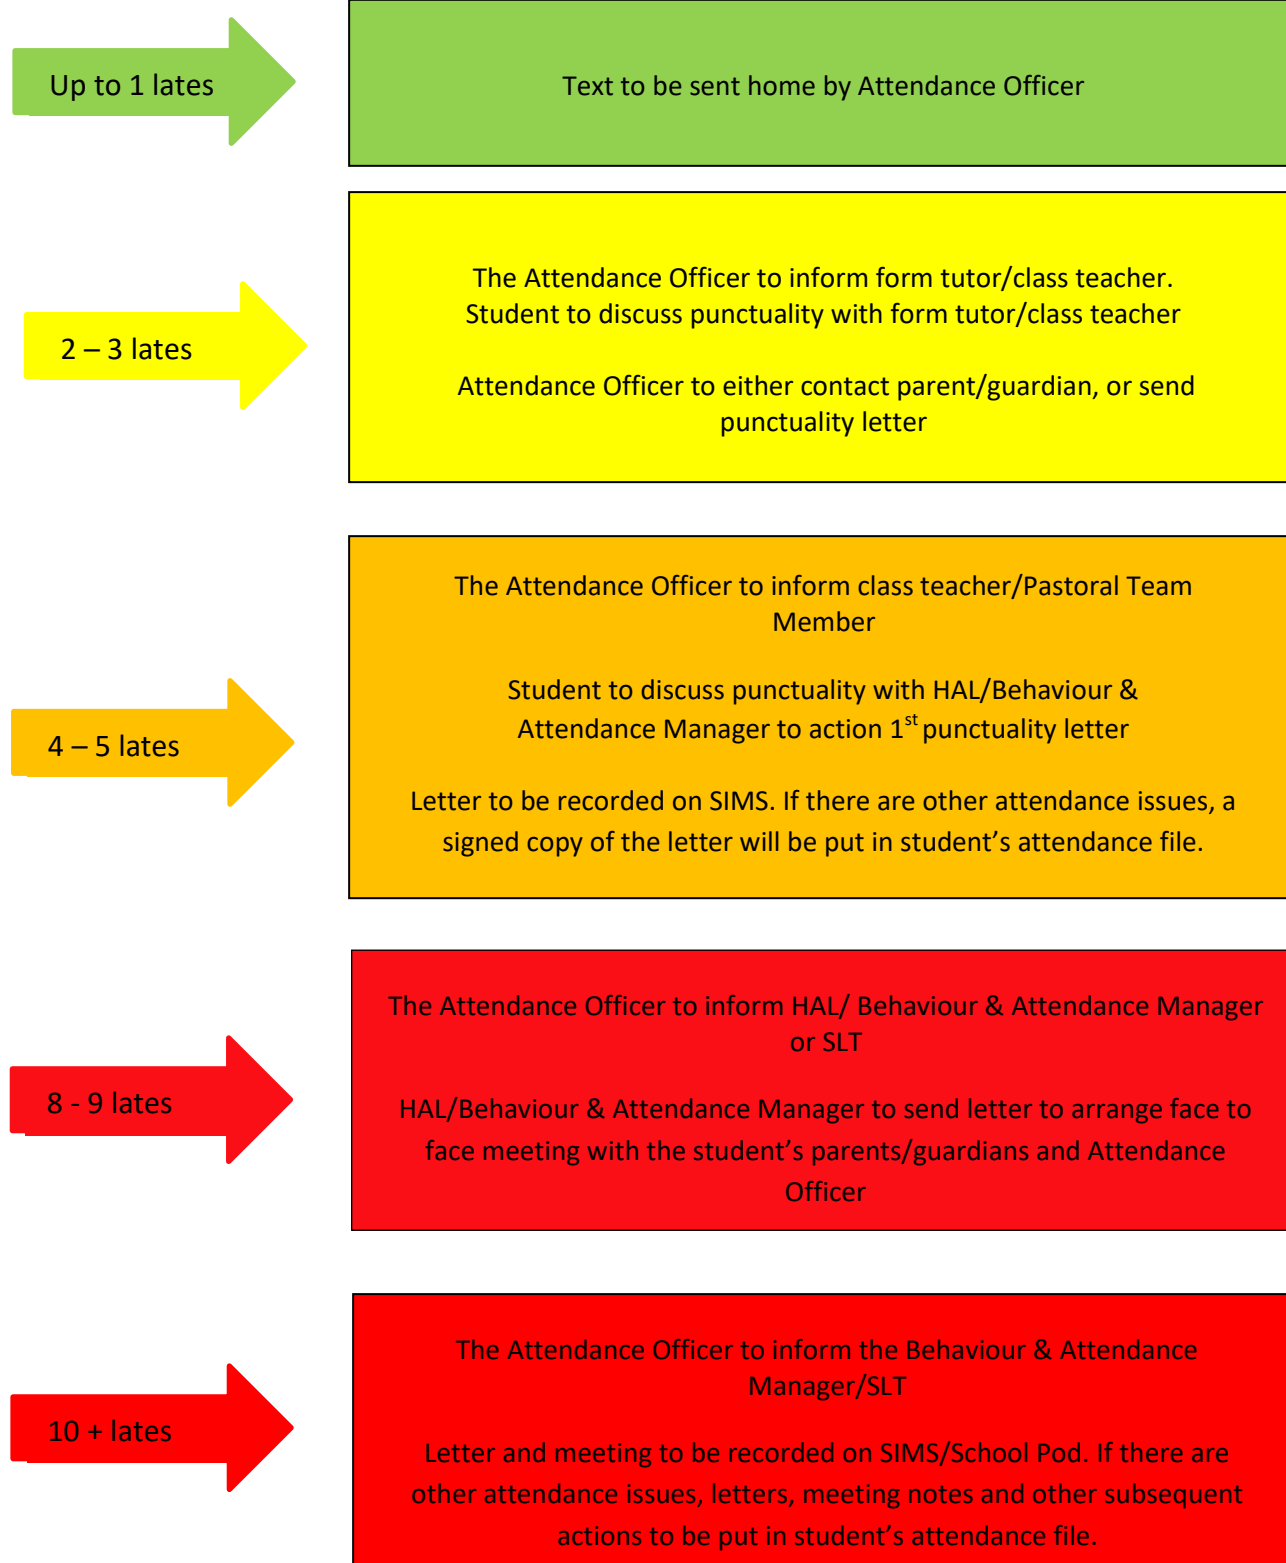 Up to 1 lates
Text to be sent home by Attendance Officer
2 – 3 lates
The Attendance Officer to inform form tutor/class teacher.
Student to discuss punctuality with form tutor/class teacher
Attendance Officer to either contact parent/guardian, or send
punctuality letter
4 – 5 lates
The Attendance Officer to inform class teacher/Pastoral Team
Member
Student to discuss punctuality with HAL/Behaviour &
Attendance Manager to action 1st punctuality letter
Letter to be recorded on SIMS. If there are other attendance issues, a
signed copy of the letter will be put in student’s attendance file.
8 - 9 lates
The Attendance Officer to inform HAL/ Behaviour & Attendance Manager
or SLT
HAL/Behaviour & Attendance Manager to send letter to arrange face to
face meeting with the student’s parents/guardians and Attendance
Officer
10 + lates
The Attendance Officer to inform the Behaviour & Attendance
Manager/SLT
Letter and meeting to be recorded on SIMS/School Pod. If there are
other attendance issues, letters, meeting notes and other subsequent
actions to be put in student’s attendance file.